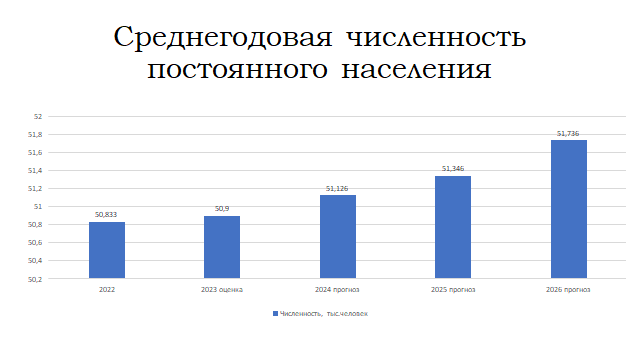 Среднегодовая численность
постоянного населения
52
51,8
51,6
51,4
51,2
51
50,8
50,6
50,4
50,2
50,833
50,9
51,126
51,346
51,736
2022
2023 оценка
2024 прогноз
2025 прогноз
2026 прогноз
Численность, тыс.человек